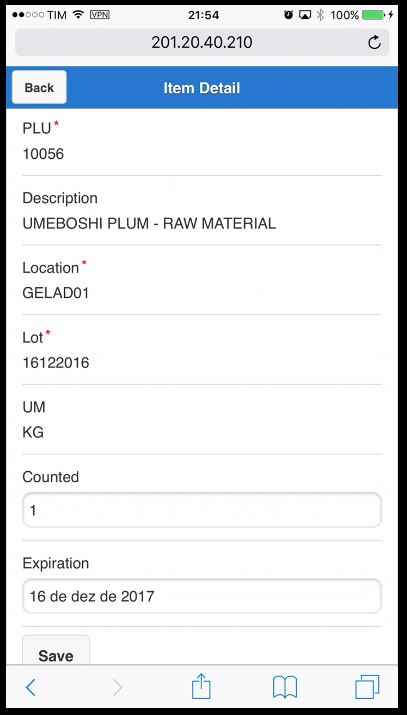 TIM VPN 21:54 100%
201.20.40.210
Back Item Detail
PLU*
10056
Description
UMEBOSHI PLUM - RAW MATERIAL
Location*
GELAD01
Lot*
16122016
UM
KG
Counted
1
Expiration
16 de dez de 2017
Save